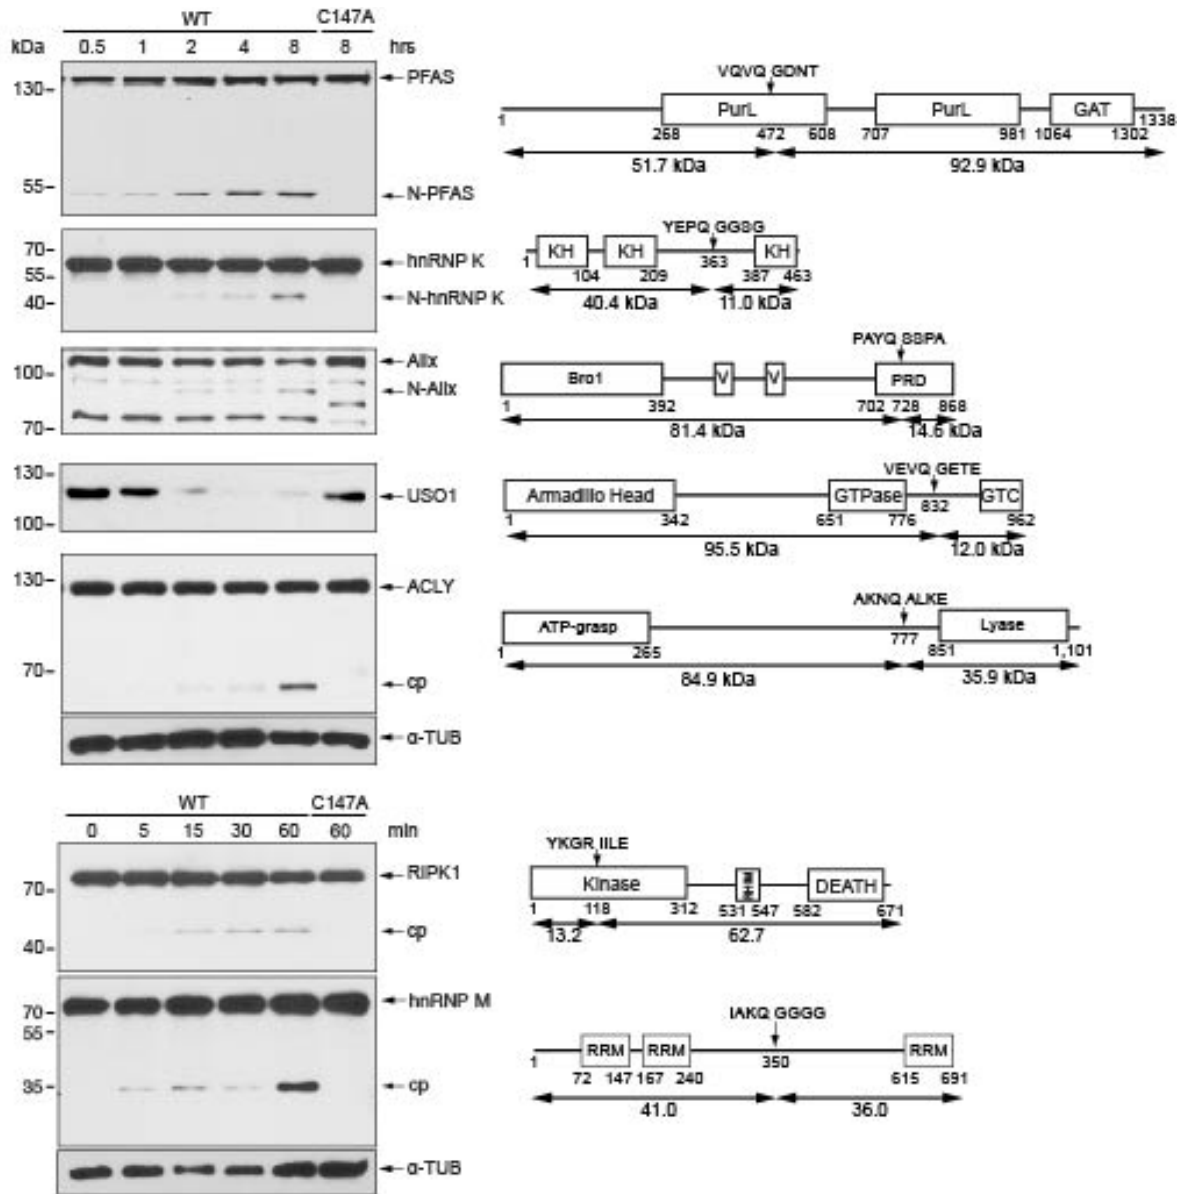 WT C147A
kDa 0.5 1 2 4 8 8 hrs
130
PFAS
55
N-PFAS
VQVQ GDNT
PurL PurL GAT
1 268 472 608 707 981 1064 1302 1338
51.7 kDa 92.9 kDa
70
hnRNP K
55
40
N-hnRNP K
YEPQ GGSG
KH KH KH
1 104 209 363 387 463
40.4 kDa 11.0 kDa
Alix
100
N-Alix
70
PAYQ SSPA
Bro1 V V PRD
1 392 702 728 868
81.4 kDa 14.6 kDa
130
USO1
100
VEVQ GETE
Armadillo Head GTPase GTC
1 342 651 776 832 962
95.5 kDa 12.0 kDa
130
ACLY
70
cp
AKNQ ALKE
ATP-grasp Lyase
1 265 777 851 1,101
84.9 kDa 35.9 kDa
α-TUB
WT C147A
0 5 15 30 60 60 min
RIPK1
70
cp
40
YKGR IILE
Kinase DEATH
1 118 312 531 547 582 671
13.2 62.7
hnRNP M
70
55
35
cp
IAKQ GGGG
RRM RRM RRM
1 72 147 167 240 350 615 691
41.0 36.0
α-TUB